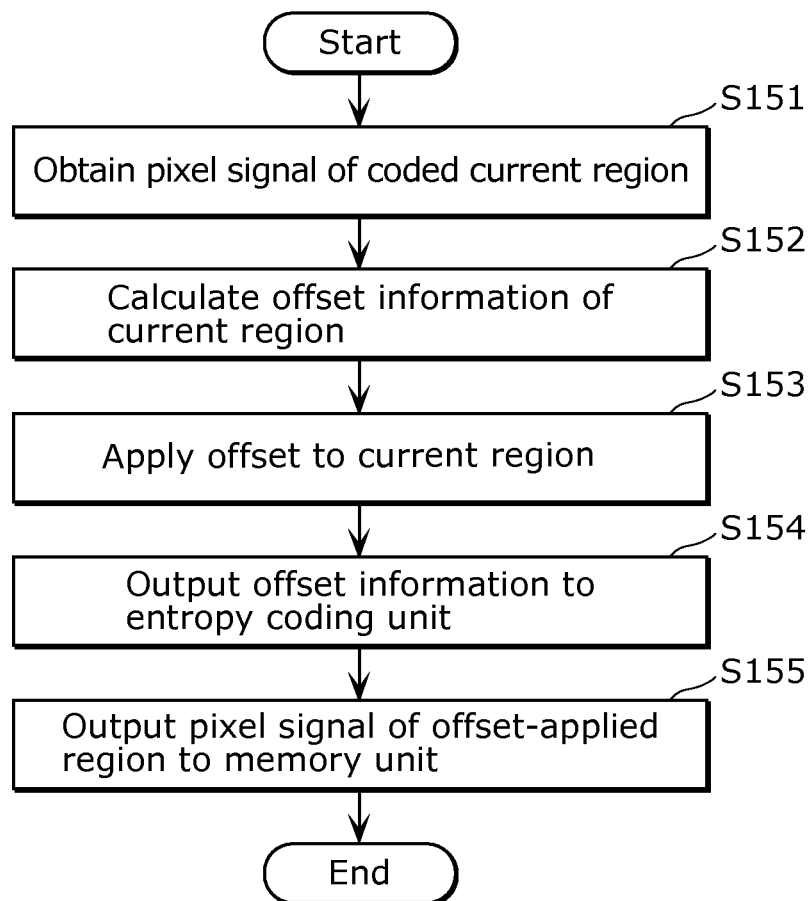 Start
S151
Obtain pixel signal of coded current region
S152
Calculate offset information of
current region
S153
Apply offset to current region
S154
Output offset information to
entropy coding unit
S155
Output pixel signal of offset-applied
region to memory unit
End